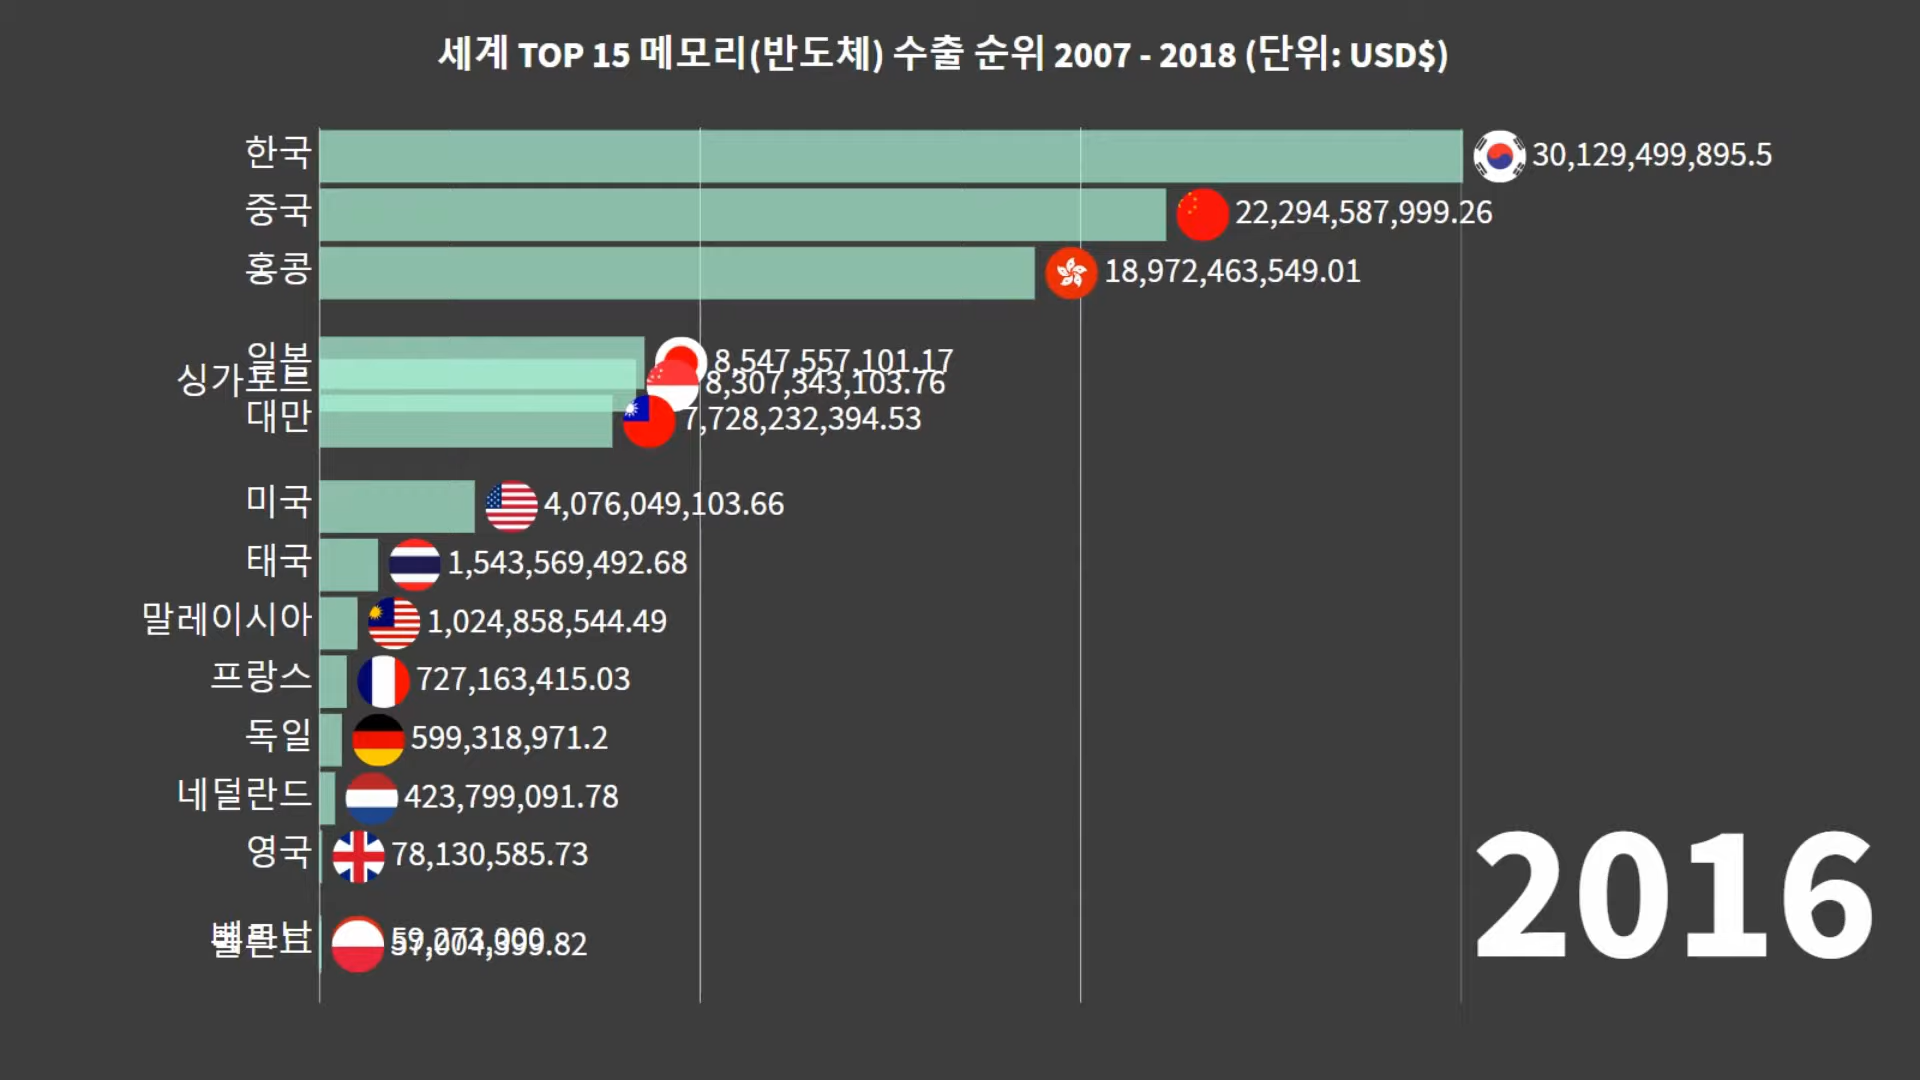 세계 TOP 15 메모리(반도체) 수출 순위 2007 - 2018 (단위: USD$)
한국 30,129,499,895.5
중국 22,294,587,999.26
홍콩 18,972,463,549.01
일본 8,547,557,101.17
싱가포르 8,307,343,103.76
대만 7,728,232,394.53
미국 4,076,049,103.66
태국 1,543,569,492.68
말레이시아 1,024,858,544.49
프랑스 727,163,415.03
독일 599,318,971.2
네덜란드 423,799,091.78
영국 78,130,585.73
2016